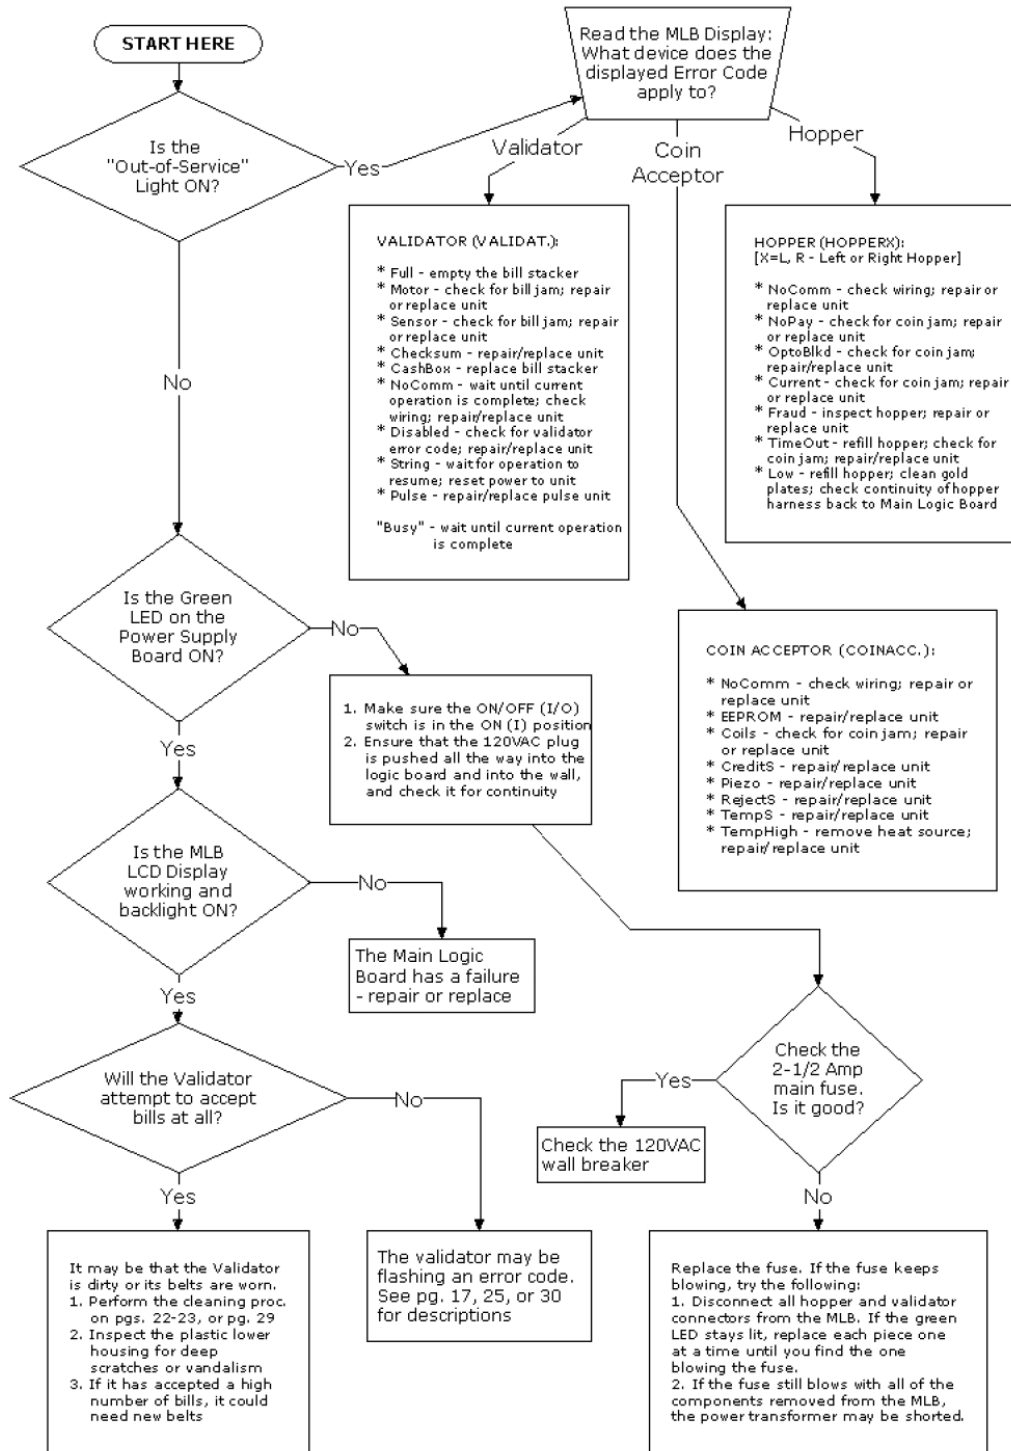 START HERE
Is the
"Out-of-Service"
Light ON?
Yes
No
Read the MLB Display:
What device does the
displayed Error Code
apply to?
Validator
Coin
Acceptor
Hopper
VALIDATOR (VALIDAT.):
* Full - empty the bill stacker
* Motor - check for bill jam; repair
or replace unit
* Sensor - check for bill jam; repair
or replace unit
* Checksum - repair/replace unit
* CashBox - replace bill stacker
* NoComm - wait until current
operation is complete; check
wiring; repair/replace unit
* Disabled - check for validator
error code; repair/replace unit
* String - wait for operation to
resume; reset power to unit
* Pulse - repair/replace pulse unit
"Busy" - wait until current operation
is complete
HOPPER (HOPPERX):
[X=L, R - Left or Right Hopper]
* NoComm - check wiring; repair or
replace unit
* NoPay - check for coin jam; repair
or replace unit
* OptoBlkd - check for coin jam;
repair/replace unit
* Current - check for coin jam; repair
or replace unit
* Fraud - inspect hopper; repair or
replace unit
* TimeOut - refill hopper; check for
coin jam; repair/replace unit
* Low - refill hopper; clean gold
plates; check continuity of hopper
harness back to Main Logic Board
Is the Green
LED on the
Power Supply
Board ON?
No
Yes
1. Make sure the ON/OFF (I/O)
switch is in the ON (I) position
2. Ensure that the 120VAC plug
is pushed all the way into the
logic board and into the wall,
and check it for continuity
COIN ACCEPTOR (COINACC.):
* NoComm - check wiring; repair or
replace unit
* EEPROM - repair/replace unit
* Coils - check for coin jam; repair
or replace unit
* CreditS - repair/replace unit
* Piezo - repair/replace unit
* RejectS - repair/replace unit
* TempS - repair/replace unit
* TempHigh - remove heat source;
repair/replace unit
Is the MLB
LCD Display
working and
backlight ON?
No
Yes
The Main Logic
Board has a failure
- repair or replace
Check the
2-1/2 Amp
main fuse.
Is it good?
Yes
No
Check the 120VAC
wall breaker
Will the Validator
attempt to accept
bills at all?
No
Yes
It may be that the Validator
is dirty or its belts are worn.
1. Perform the cleaning proc.
on pgs. 22-23, or pg. 29
2. Inspect the plastic lower
housing for deep
scratches or vandalism
3. If it has accepted a high
number of bills, it could
need new belts
The validator may be
flashing an error code.
See pg. 17, 25, or 30
for descriptions
Replace the fuse. If the fuse keeps
blowing, try the following:
1. Disconnect all hopper and validator
connectors from the MLB. If the green
LED stays lit, replace each piece one
at a time until you find the one
blowing the fuse.
2. If the fuse still blows with all of the
components removed from the MLB,
the power transformer may be shorted.